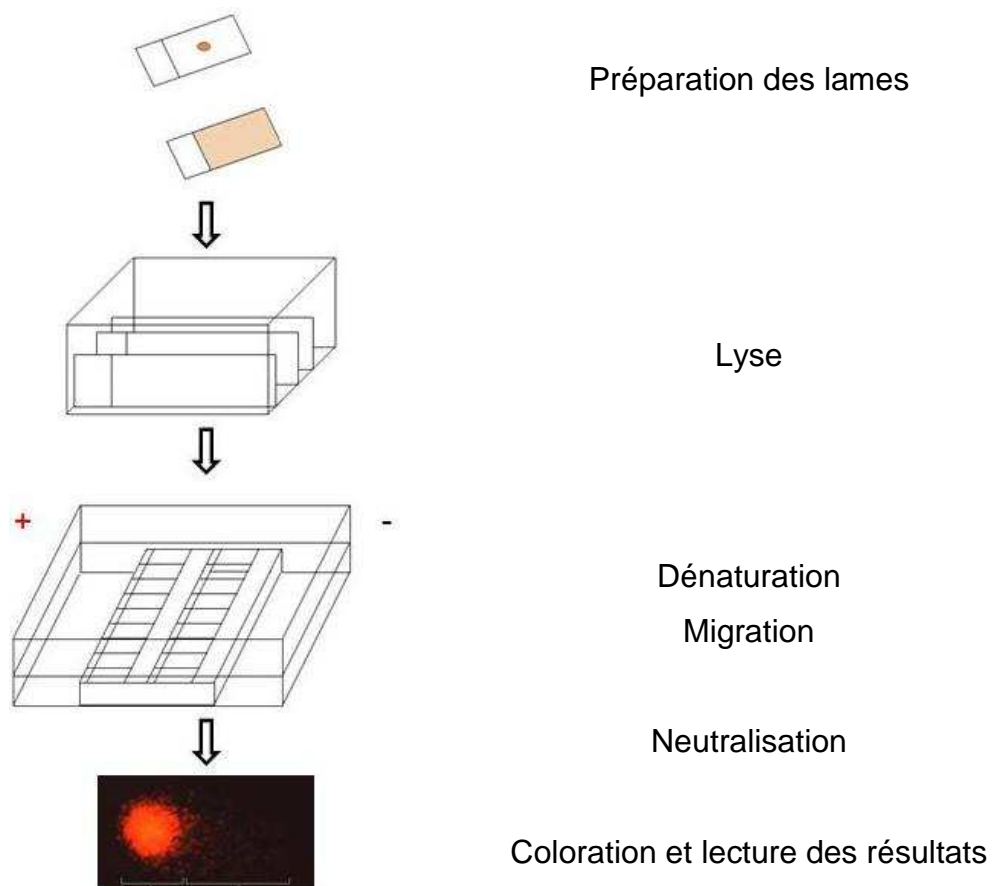 Préparation des lames
Lyse
+ -
Dénaturation
Migration
Neutralisation
Coloration et lecture des résultats